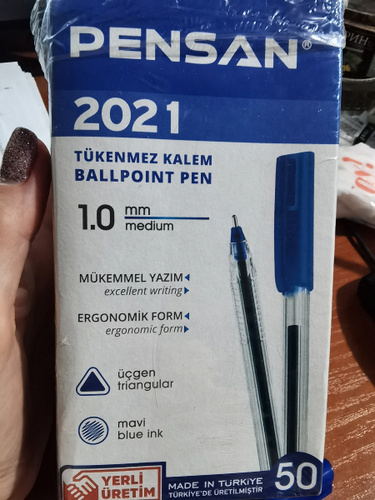 PENSAN®
2021
TÜKENMEZ KALEM
BALLPOINT PEN
1.0 mm
medium
MÜKEMMEL YAZIM
excellent writing
ERGONOMİK FORM
ergonomic form
üçgen
triangular
mavi
blue ink
YERLİ
ÜRETİM
MADE IN TÜRKİYE
TÜRKİYE'DE ÜRETİLMİŞTİR
50